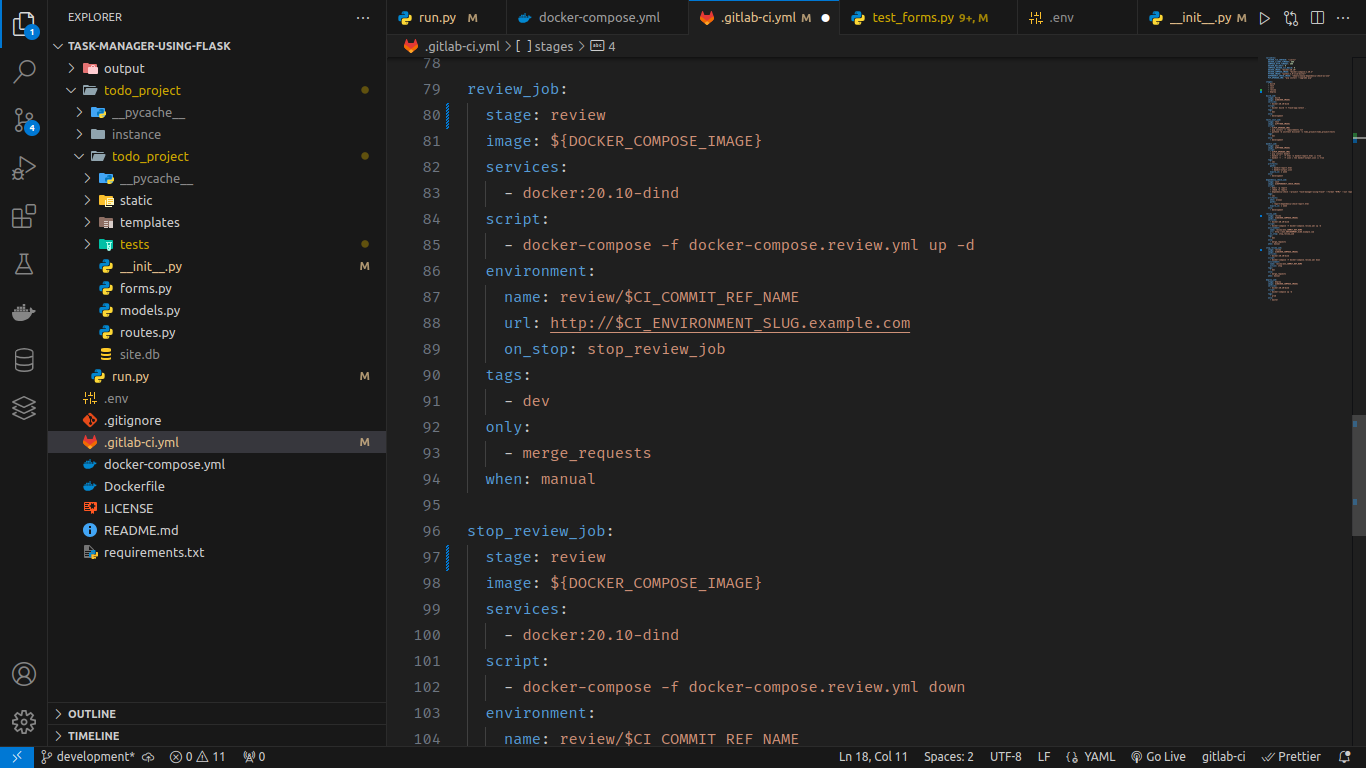 EXPLORER
TASK-MANAGER-USING-FLASK
output
todo_project
__pycache__
instance
todo_project
__pycache__
static
templates
tests
__init__.py M
forms.py
models.py
routes.py
site.db
run.py M
.env
.gitignore
.gitlab-ci.yml M
docker-compose.yml
Dockerfile
LICENSE
README.md
requirements.txt
OUTLINE
TIMELINE
1
4
run.py M docker-compose.yml .gitlab-ci.yml M test_forms.py 9+, M .env __init__.py M
.gitlab-ci.yml > [ ] stages > abc 4
78
79 review_job:
80 stage: review
81 image: ${DOCKER_COMPOSE_IMAGE}
82 services:
83 - docker:20.10-dind
84 script:
85 - docker-compose -f docker-compose.review.yml up -d
86 environment:
87 name: review/$CI_COMMIT_REF_NAME
88 url: http://$CI_ENVIRONMENT_SLUG.example.com
89 on_stop: stop_review_job
90 tags:
91 - dev
92 only:
93 - merge_requests
94 when: manual
95
96 stop_review_job:
97 stage: review
98 image: ${DOCKER_COMPOSE_IMAGE}
99 services:
100 - docker:20.10-dind
101 script:
102 - docker-compose -f docker-compose.review.yml down
103 environment:
104 name: review/$CI_COMMIT_REF_NAME
development* 0 11 0 Ln 18, Col 11 Spaces: 2 UTF-8 LF YAML Go Live gitlab-ci Prettier